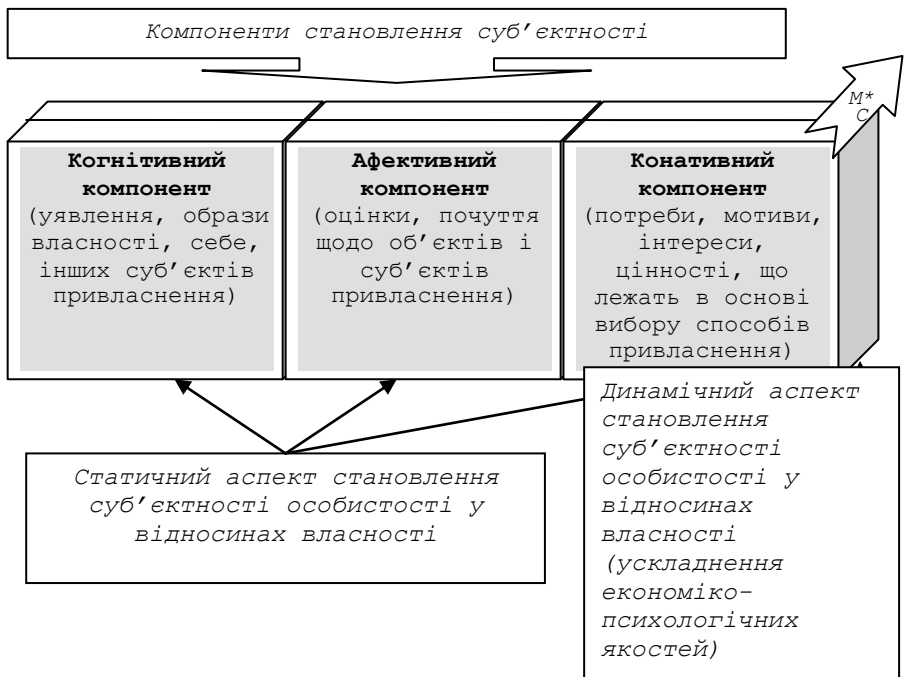 Компоненти становлення суб’єктності
М*
С
Когнітивний
компонент
(уявлення, образи
власності, себе,
інших суб’єктів
привласнення)
Афективний
компонент
(оцінки, почуття
щодо об’єктів і
суб’єктів
привласнення)
Конативний
компонент
(потреби, мотиви,
інтереси,
цінності, що
лежать в основі
вибору способів
привласнення)
Статичний аспект становлення
суб’єктності особистості у
відносинах власності
Динамічний аспект
становлення
суб’єктності
особистості у
відносинах
власності
(ускладнення
економіко-
психологічних
якостей)